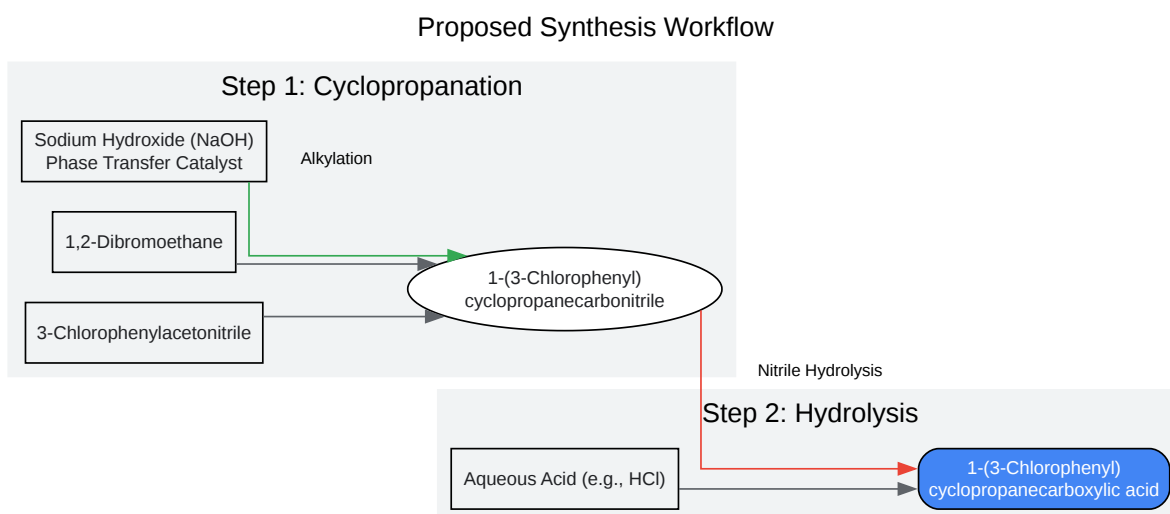 Proposed Synthesis Workflow
Step 1: Cyclopropanation
Sodium Hydroxide (NaOH)
Phase Transfer Catalyst
Alkylation
1,2-Dibromoethane
1-(3-Chlorophenyl)
cyclopropanecarbonitrile
3-Chlorophenylacetonitrile
Nitrile Hydrolysis
Step 2: Hydrolysis
Aqueous Acid (e.g., HCl)
1-(3-Chlorophenyl)
cyclopropanecarboxylic acid